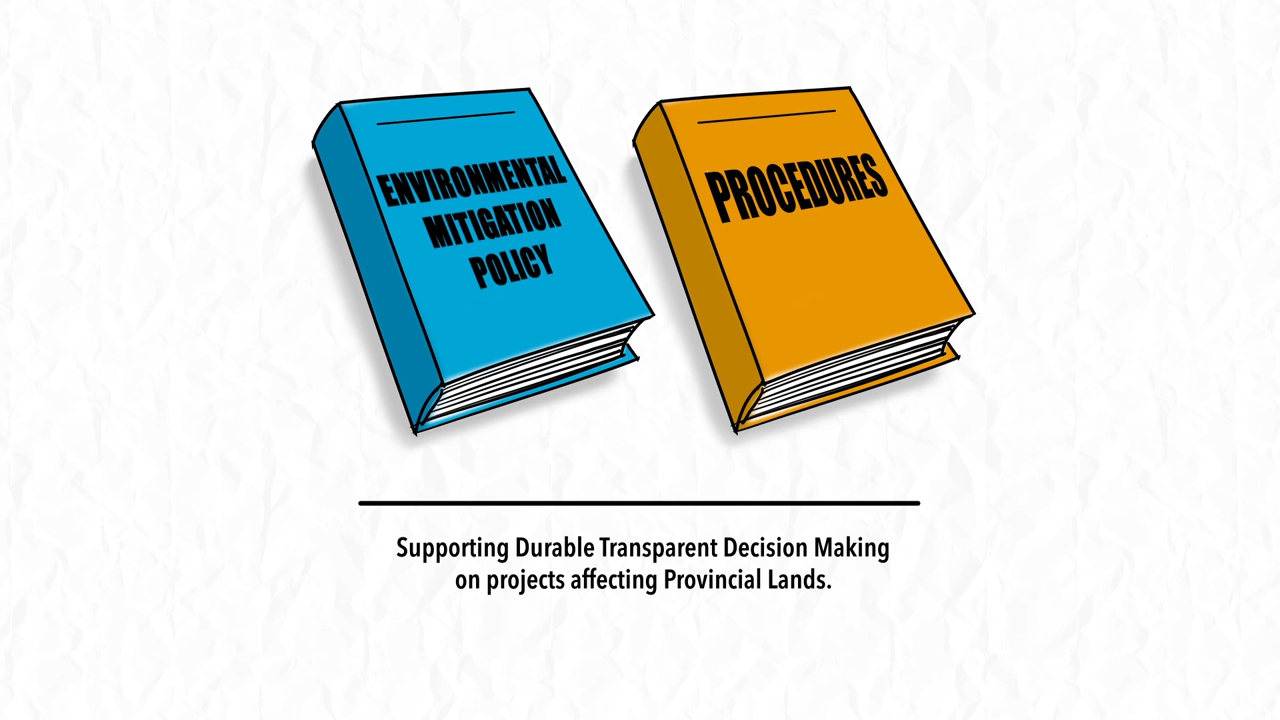 ENVIRONMENTAL
MITIGATION
POLICY
PROCEDURES
Supporting Durable Transparent Decision Making
on projects affecting Provincial Lands.